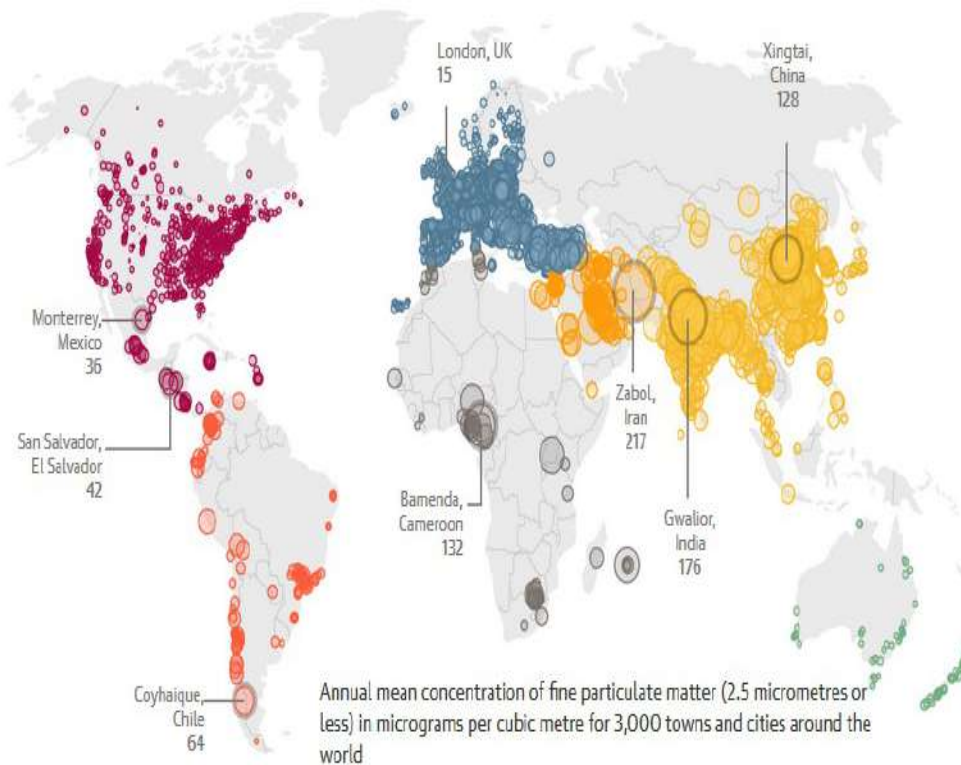 London, UK
15
Xingtai,
China
128
Monterrey,
Mexico
36
San Salvador,
El Salvador
42
Zabol,
Iran
217
Bamenda,
Cameroon
132
Gwalior,
India
176
Coyhaique,
Chile
64
Annual mean concentration of fine particulate matter (2.5 micrometres or
less) in micrograms per cubic metre for 3,000 towns and cities around the
world